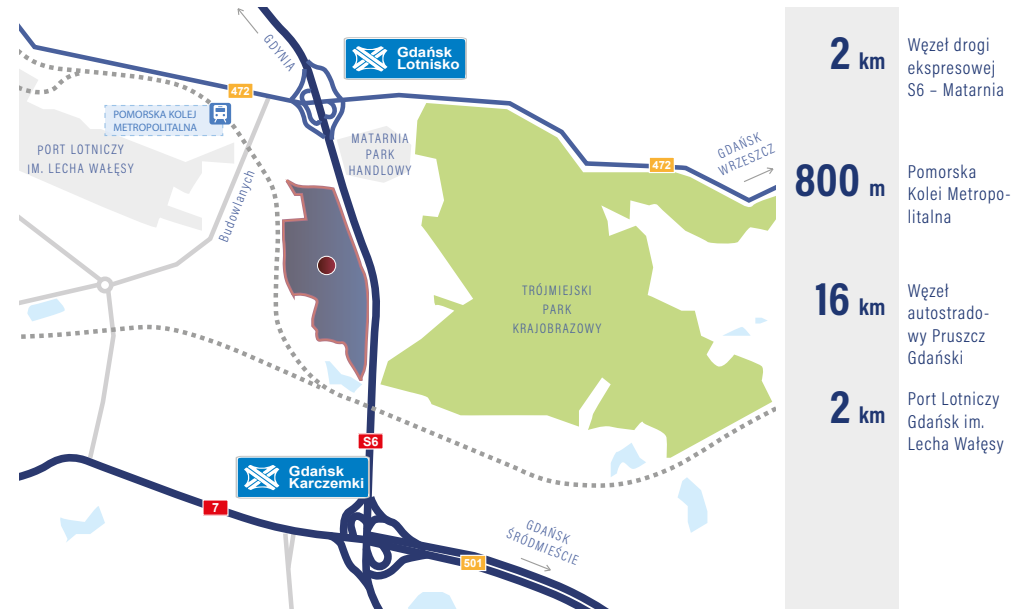 GDYNIA
Gdańsk
Lotnisko
472
POMORSKA KOLEJ
METROPOLITALNA
PORT LOTNICZY
IM. LECHA WAŁĘSY
MATARNIA
PARK
HANDLOWY
Budowlanych
472
GDAŃSK
WRZESZCZ
TRÓJMIEJSKI
PARK
KRAJOBRAZOWY
S6
Gdańsk
Karczemki
7
501
GDAŃSK
ŚRÓDMIEŚCIE
2 km
Węzeł drogi
ekspresowej
S6 – Matarnia
800 m
Pomorska
Kolei Metropo-
litalna
16 km
Węzeł
autostrado-
wy Pruszcz
Gdański
2 km
Port Lotniczy
Gdańsk im.
Lecha Wałęsy